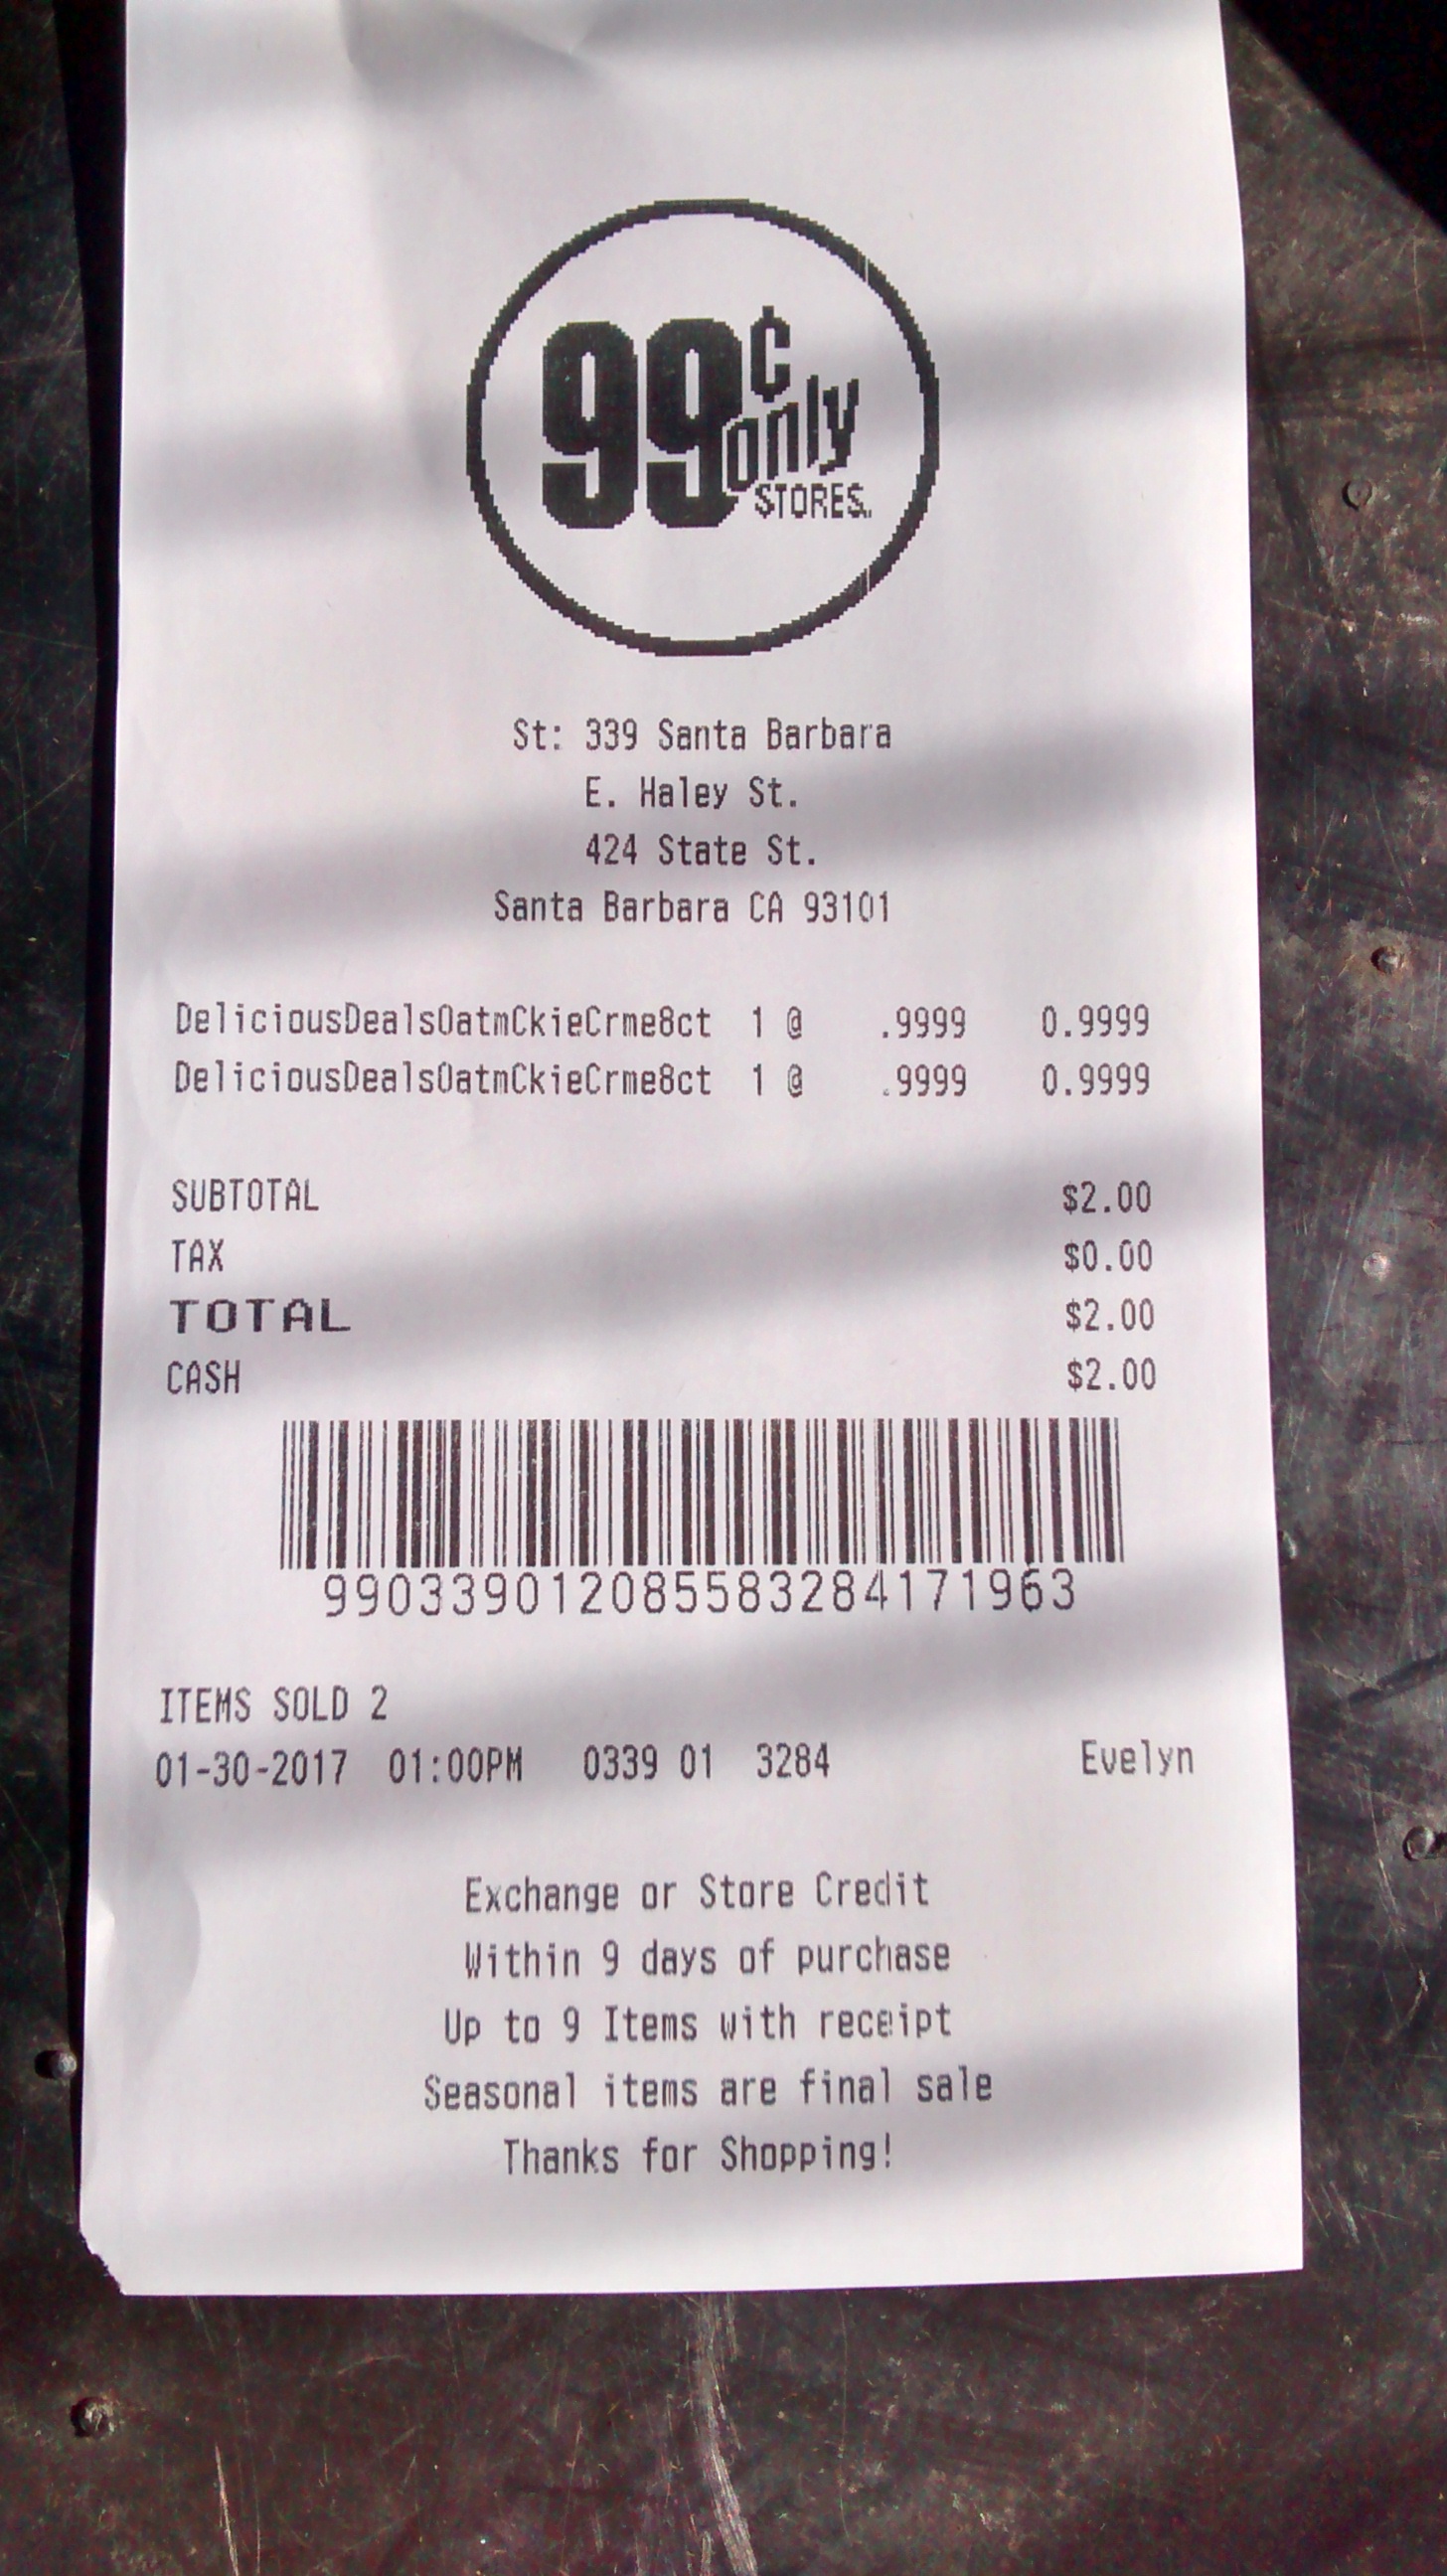 99¢ only
STORES.
St: 339 Santa Barbara
E. Haley St.
424 State St.
Santa Barbara CA 93101
DeliciousDealsOatmCkieCrme8ct 1 @ .9999 0.9999
DeliciousDealsOatmCkieCrme8ct 1 @ .9999 0.9999
SUBTOTAL $2.00
TAX $0.00
TOTAL $2.00
CASH $2.00
990339012085583284171963
ITEMS SOLD 2
01-30-2017 01:00PM 0339 01 3284 Evelyn
Exchange or Store Credit
Within 9 days of purchase
Up to 9 Items with receipt
Seasonal items are final sale
Thanks for Shopping!